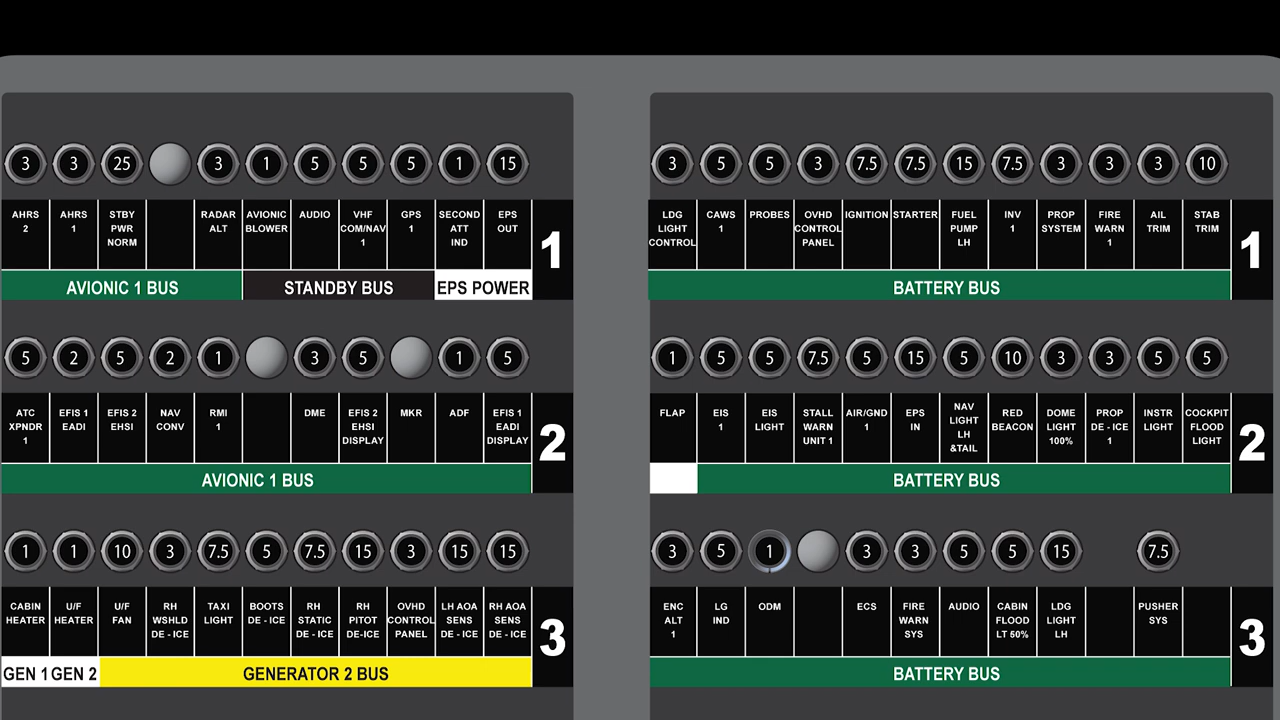 3 3 25 3 1 5 5 5 1 15
AHRS 2
AHRS 1
STBY PWR NORM
RADAR ALT
AVIONIC BLOWER
AUDIO
VHF COM/NAV 1
GPS 1
SECOND ATT IND
EPS OUT
1
AVIONIC 1 BUS
STANDBY BUS
EPS POWER
5 2 5 2 1 3 5 1 5
ATC XPNDR 1
EFIS 1 EADI
EFIS 2 EHSI
NAV CONV
RMI 1
DME
EFIS 2 EHSI DISPLAY
MKR
ADF
EFIS 1 EADI DISPLAY
2
AVIONIC 1 BUS
1 1 10 3 7.5 5 7.5 15 3 15 15
CABIN HEATER
U/F HEATER
U/F FAN
RH WSHLD DE - ICE
TAXI LIGHT
BOOTS DE - ICE
RH STATIC DE - ICE
RH PITOT DE-ICE
OVHD CONTROL PANEL
LH AOA SENS DE - ICE
RH AOA SENS DE - ICE
3
GEN 1
GEN 2
GENERATOR 2 BUS
3 5 5 3 7.5 7.5 15 7.5 3 3 3 10
LDG LIGHT CONTROL
CAWS 1
PROBES
OVHD CONTROL PANEL
IGNITION
STARTER
FUEL PUMP LH
INV 1
PROP SYSTEM
FIRE WARN 1
AIL TRIM
STAB TRIM
1
BATTERY BUS
1 5 5 7.5 5 15 5 10 3 3 5 5
FLAP
EIS 1
EIS LIGHT
STALL WARN UNIT 1
AIR/GND 1
EPS IN
NAV LIGHT LH &TAIL
RED BEACON
DOME LIGHT 100%
PROP DE - ICE 1
INSTR LIGHT
COCKPIT FLOOD LIGHT
2
BATTERY BUS
3 5 1 3 3 5 5 15 7.5
ENC ALT 1
LG IND
ODM
ECS
FIRE WARN SYS
AUDIO
CABIN FLOOD LT 50%
LDG LIGHT LH
PUSHER SYS
3
BATTERY BUS